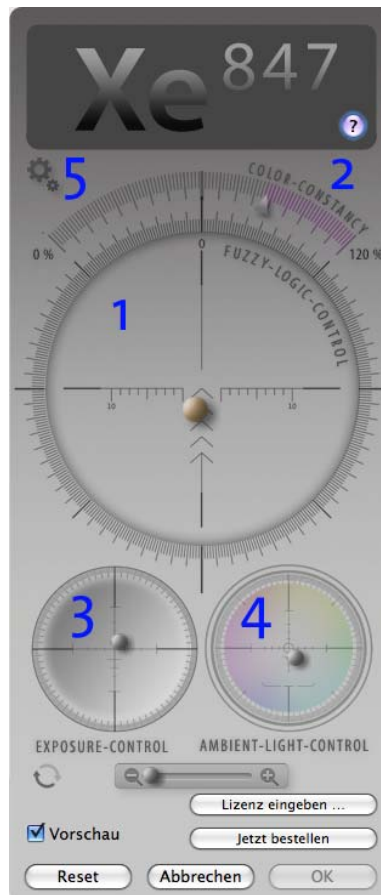 Xe 847
?
5
COLOR-CONSTANCY
2
0 %
0
120 %
FUZZY-LOGIC-CONTROL
1
10
10
3
4
EXPOSURE-CONTROL
AMBIENT-LIGHT-CONTROL
Lizenz eingeben ...
Vorschau
Jetzt bestellen
Reset
Abbrechen
OK